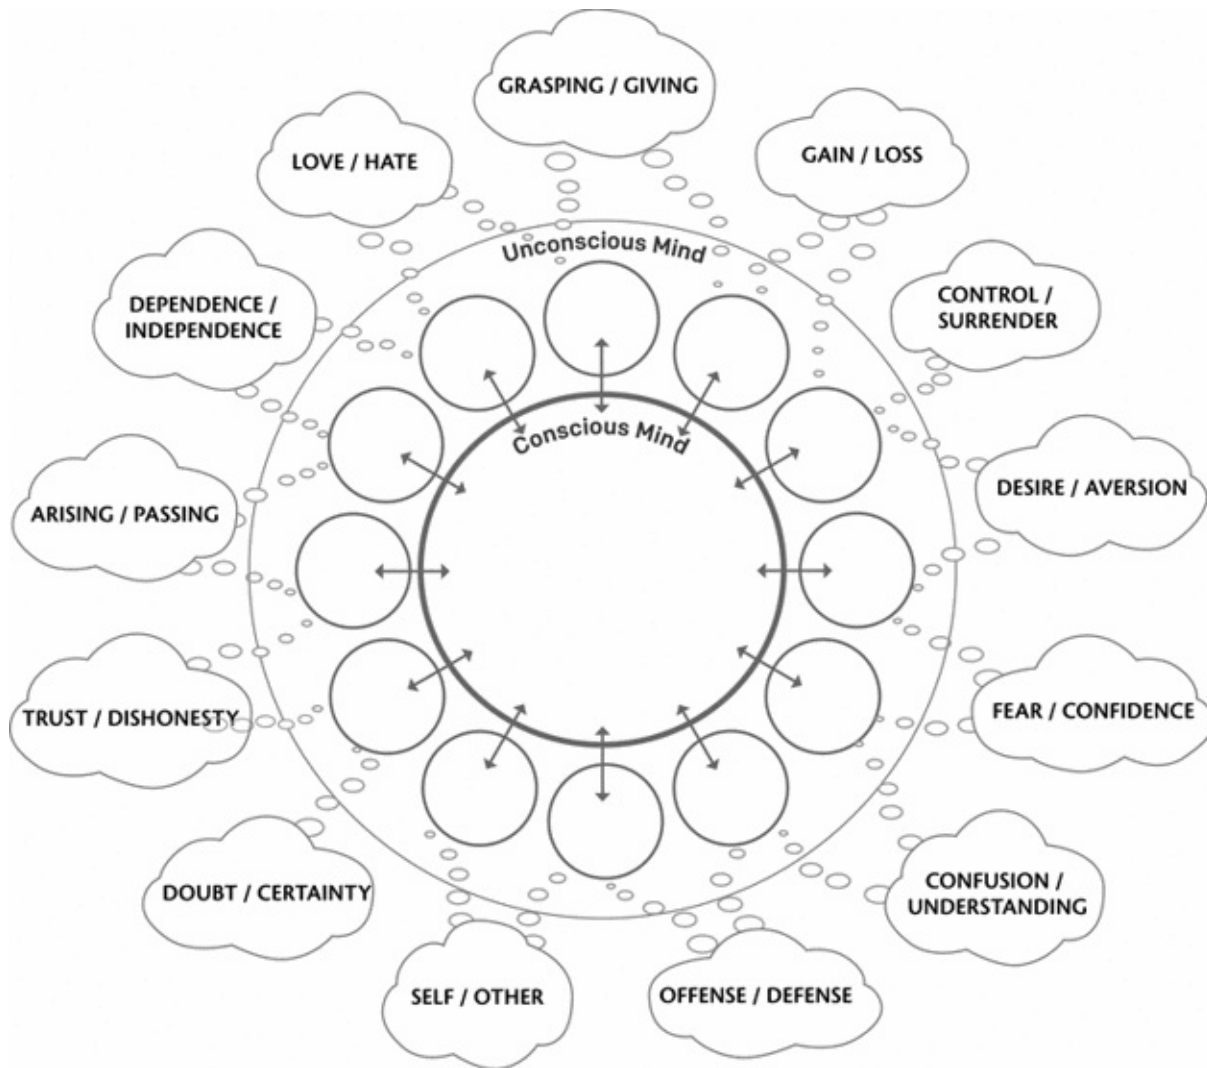 GRASPING / GIVING
LOVE / HATE
GAIN / LOSS
Unconscious Mind
DEPENDENCE /
INDEPENDENCE
CONTROL /
SURRENDER
Conscious Mind
ARISING / PASSING
DESIRE / AVERSION
TRUST / DISHONESTY
FEAR / CONFIDENCE
DOUBT / CERTAINTY
CONFUSION /
UNDERSTANDING
SELF / OTHER
OFFENSE / DEFENSE